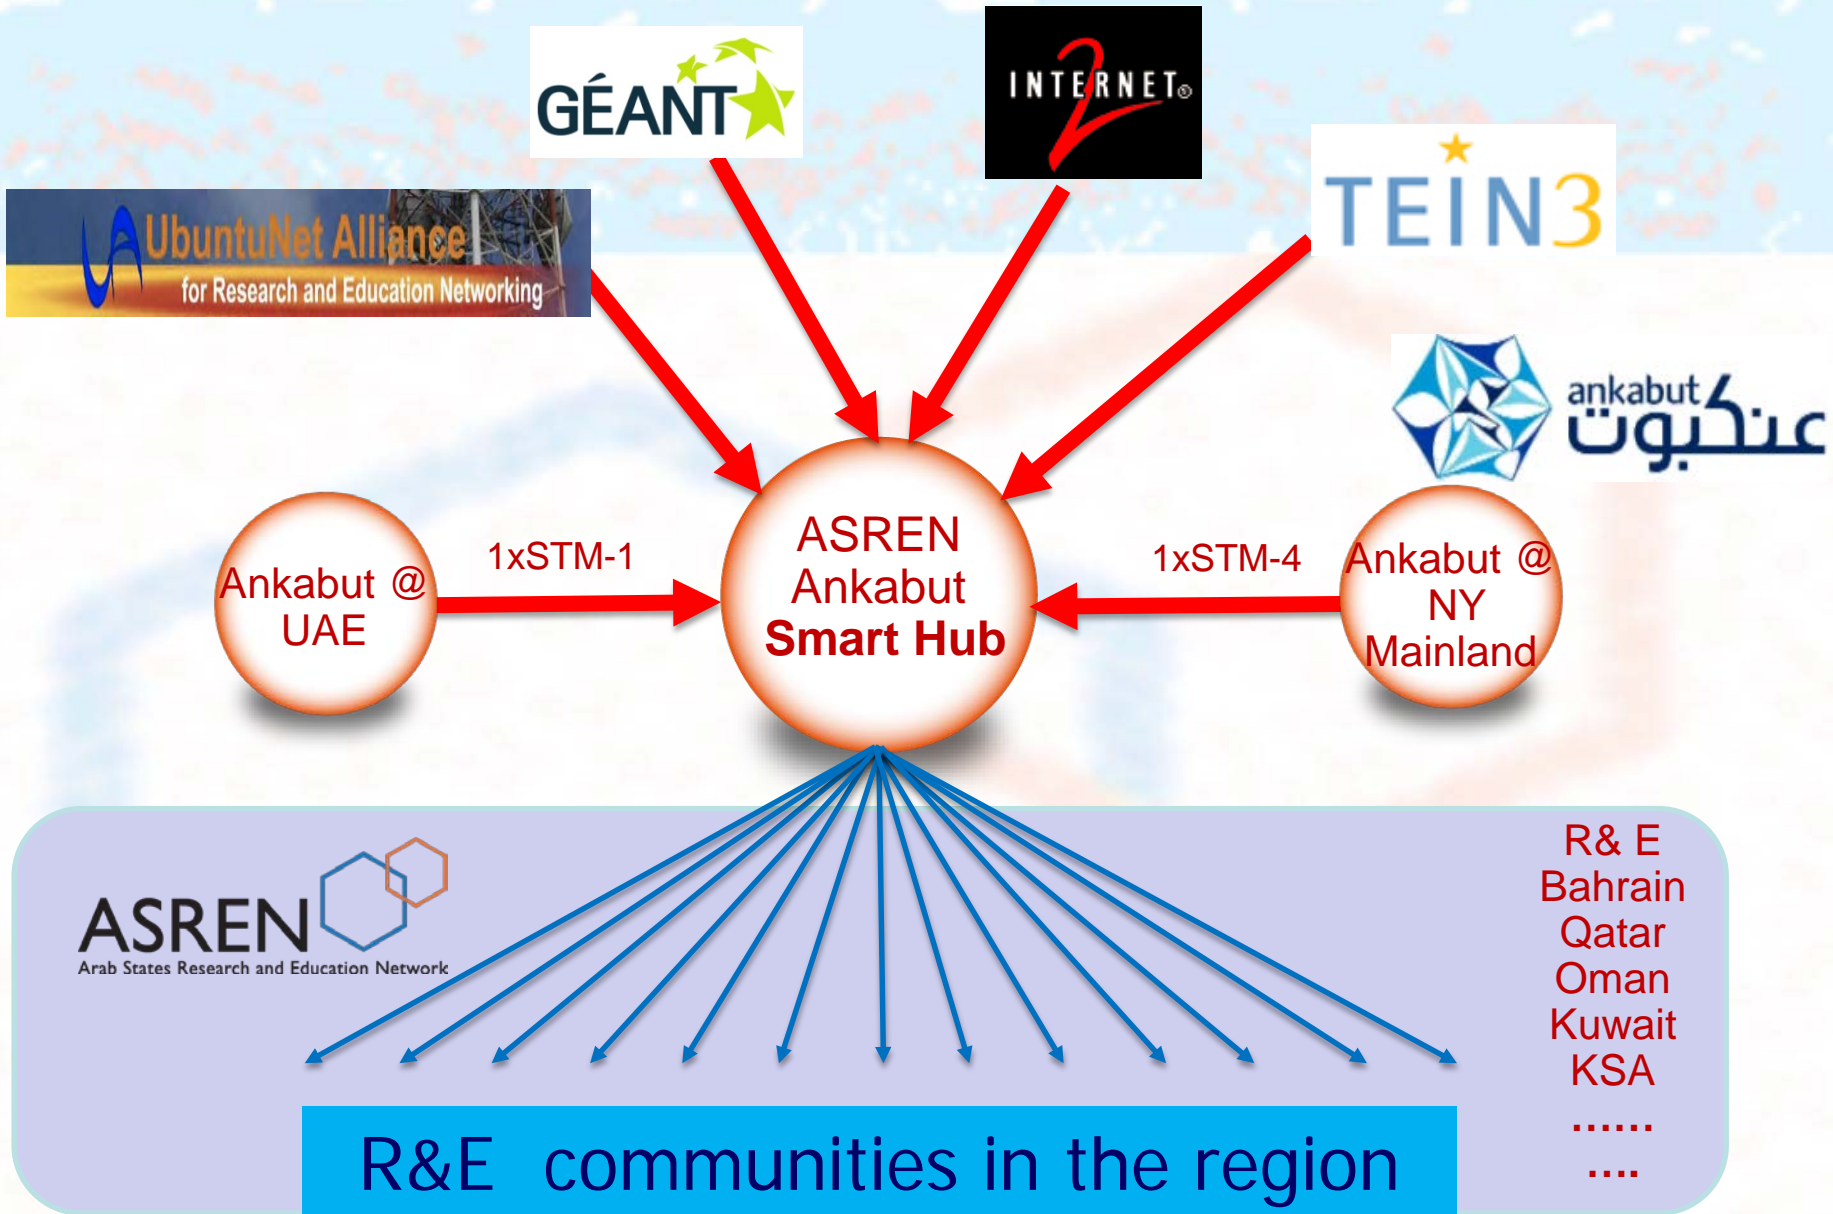 GÉANT
INTERNET®
2
TEIN3
UbuntuNet Alliance
for Research and Education Networking
ankabut
عنكبوت
Ankabut @
UAE
1xSTM-1
ASREN
Ankabut
Smart Hub
1xSTM-4
Ankabut @
NY
Mainland
ASREN
Arab States Research and Education Network
R& E
Bahrain
Qatar
Oman
Kuwait
KSA
......
....
R&E communities in the region